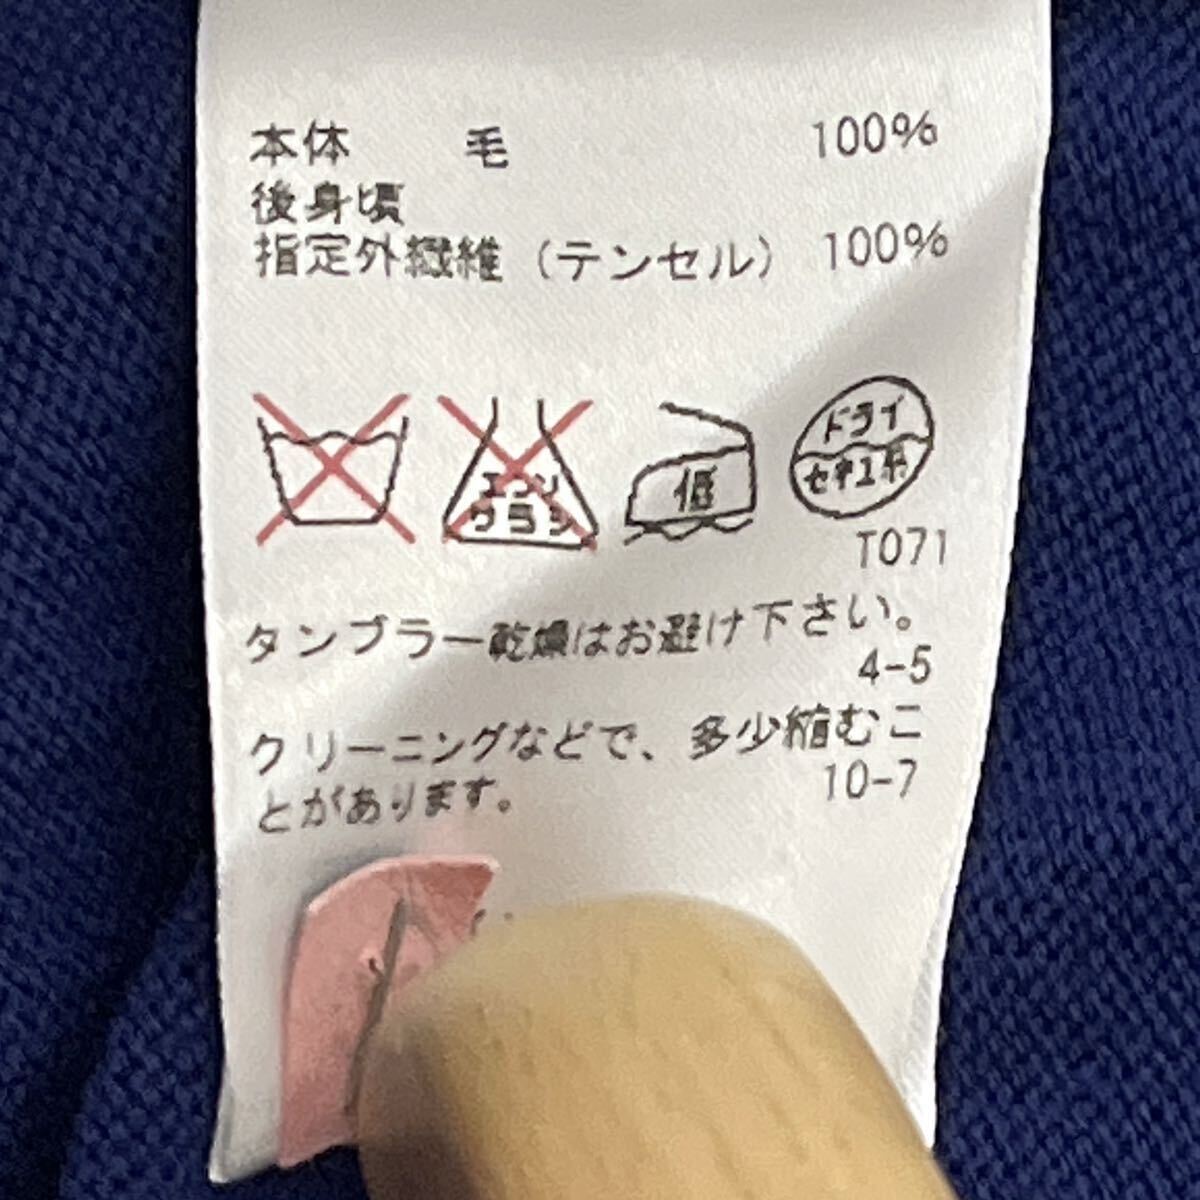 本体 毛 100%
後身頃
指定外繊維（テンセル） 100%
エンソ
サラシ
低
ドライ
セキユ系
T071
タンブラー乾燥はお避け下さい。
4-5
クリーニングなどで、多少縮むこ
とがあります。
10-7